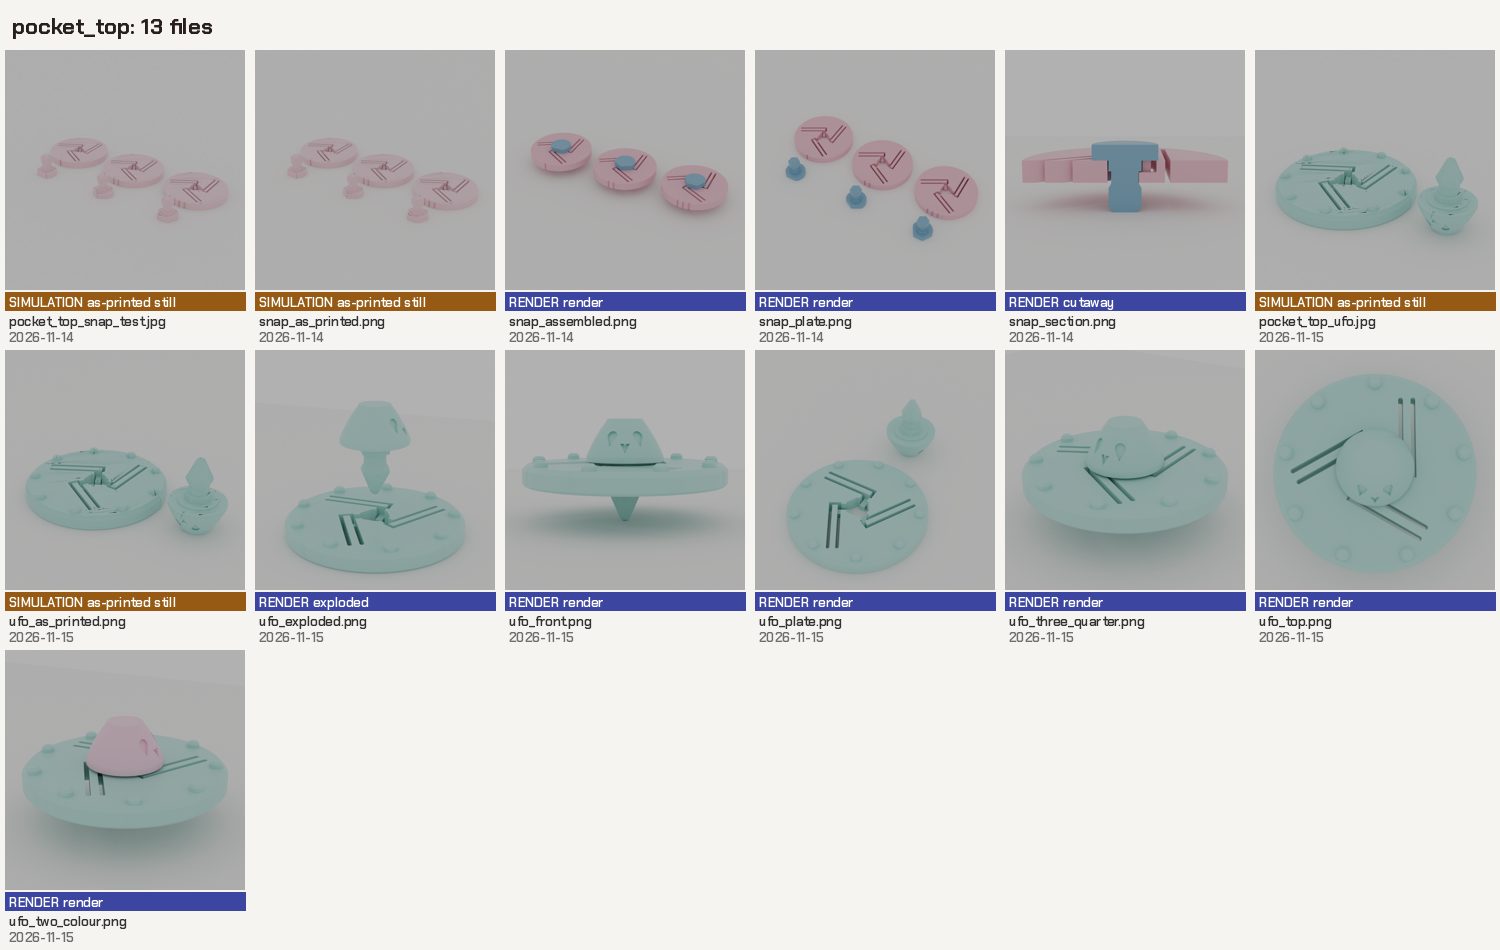 pocket_top: 13 files
SIMULATION as-printed still
pocket_top_snap_test.jpg
2026-11-14
SIMULATION as-printed still
snap_as_printed.png
2026-11-14
RENDER render
snap_assembled.png
2026-11-14
RENDER render
snap_plate.png
2026-11-14
RENDER cutaway
snap_section.png
2026-11-14
SIMULATION as-printed still
pocket_top_ufo.jpg
2026-11-15
SIMULATION as-printed still
ufo_as_printed.png
2026-11-15
RENDER exploded
ufo_exploded.png
2026-11-15
RENDER render
ufo_front.png
2026-11-15
RENDER render
ufo_plate.png
2026-11-15
RENDER render
ufo_three_quarter.png
2026-11-15
RENDER render
ufo_top.png
2026-11-15
RENDER render
ufo_two_colour.png
2026-11-15